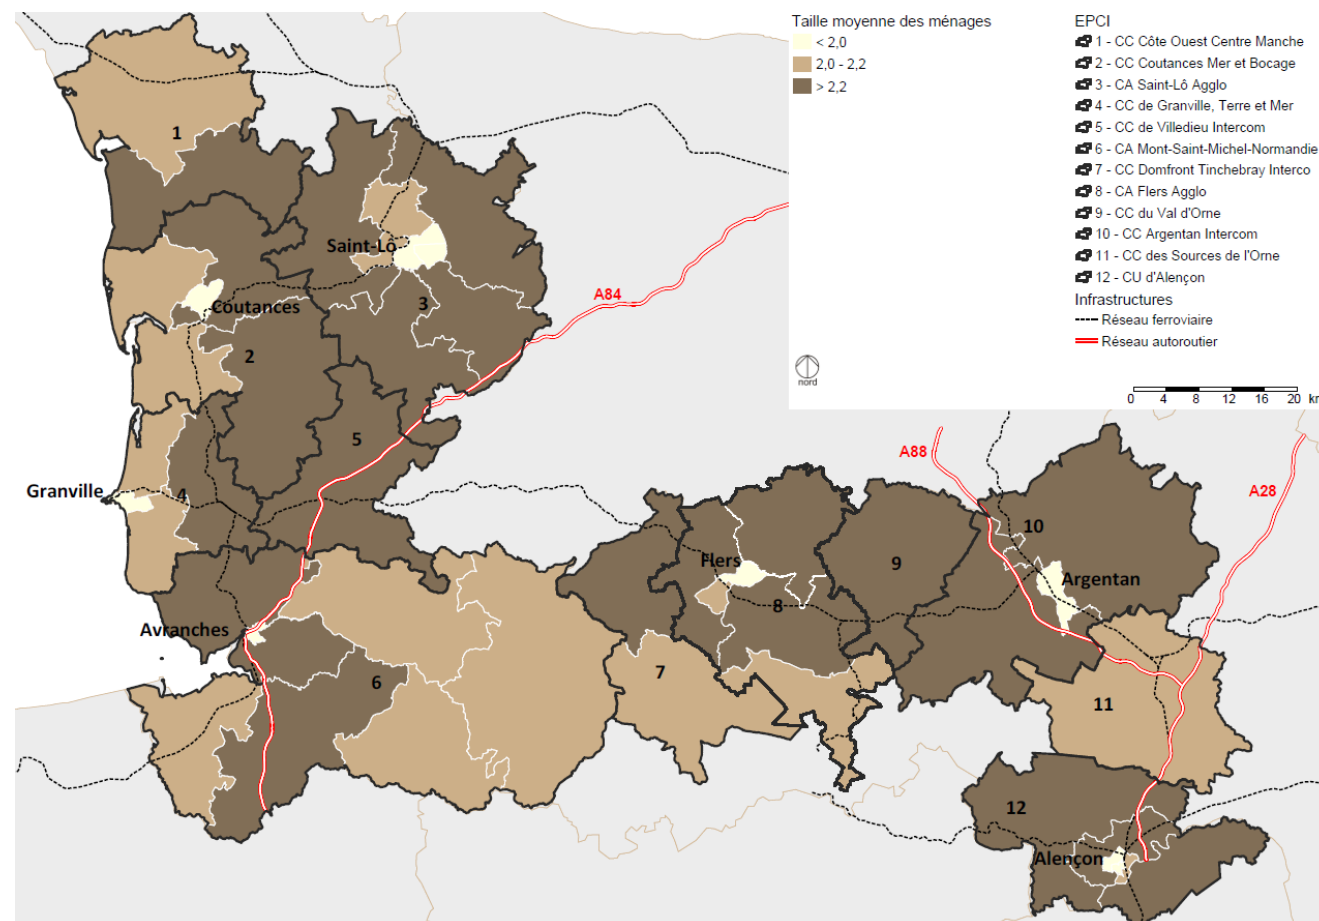 Taille moyenne des ménages
< 2,0
2,0 - 2,2
> 2,2
EPCI
1 - CC Côte Ouest Centre Manche
2 - CC Coutances Mer et Bocage
3 - CA Saint-Lô Agglo
4 - CC de Granville, Terre et Mer
5 - CC de Villedieu Intercom
6 - CA Mont-Saint-Michel-Normandie
7 - CC Domfront Tinchebray Interco
8 - CA Flers Agglo
9 - CC du Val d'Orne
10 - CC Argentan Intercom
11 - CC des Sources de l'Orne
12 - CU d'Alençon
Infrastructures
Réseau ferroviaire
Réseau autoroutier
nord
0 4 8 12 16 20 km
1
Saint-Lô
A84
Coutances
3
2
5
A88
Granville
4
A28
10
Flers
9
Argentan
8
Avranches
7
6
11
12
Alençon